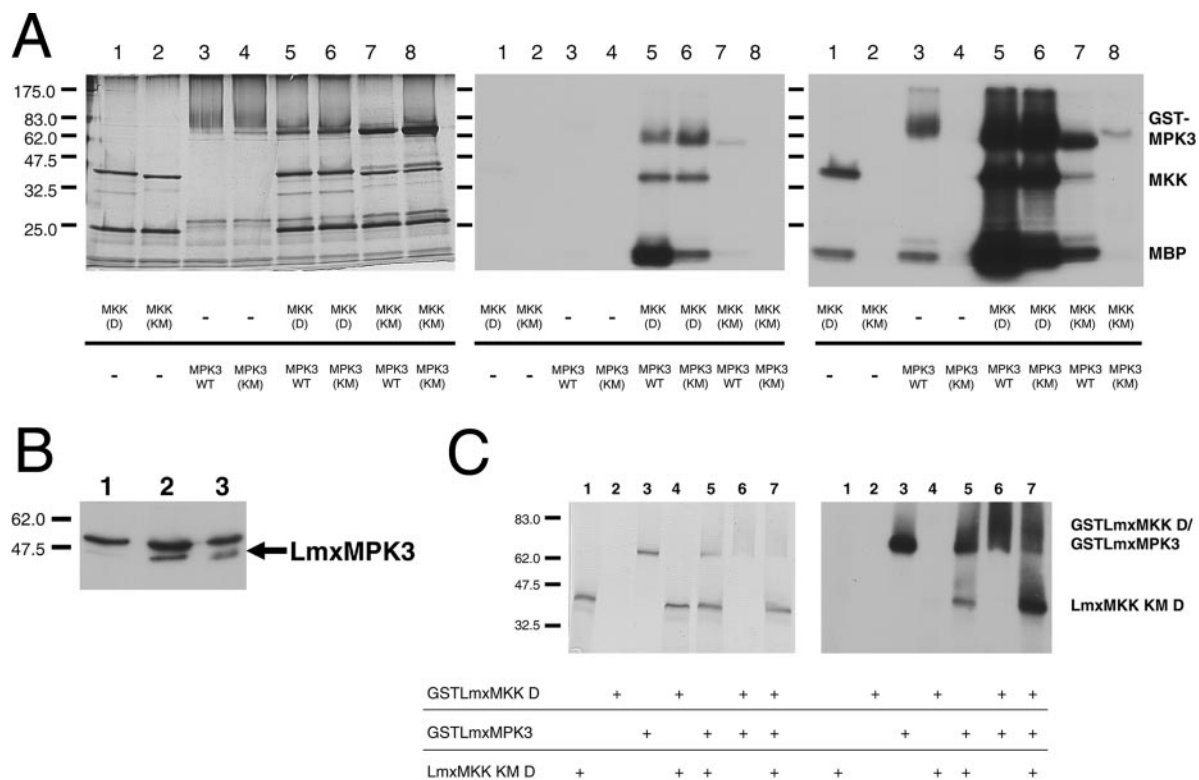 A
1 2 3 4 5 6 7 8 1 2 3 4 5 6 7 8 1 2 3 4 5 6 7 8
175.0
83.0
62.0
47.5
32.5
25.0
GST-
MPK3
MKK
MBP
MKK MKK - - MKK MKK MKK MKK MKK MKK - - MKK MKK MKK MKK MKK MKK - - MKK MKK MKK MKK
(D) (KM) (D) (D) (KM) (KM) (D) (KM) (D) (D) (KM) (KM) (D) (KM) (D) (D) (KM) (KM)
- - MPK3 MPK3 MPK3 MPK3 MPK3 MPK3 - - MPK3 MPK3 MPK3 MPK3 MPK3 MPK3 - - MPK3 MPK3 MPK3 MPK3 MPK3 MPK3
WT (KM) WT (KM) WT (KM) WT (KM) WT (KM) WT (KM) WT (KM) WT (KM) WT (KM)
B
1 2 3
62.0
47.5
LmxMPK3
C
1 2 3 4 5 6 7 1 2 3 4 5 6 7
83.0
62.0
47.5
32.5
GSTLmxMKK D/
GSTLmxMPK3
LmxMKK KM D
GSTLmxMKK D + + + + + + + +
GSTLmxMPK3 + + + + + + + +
LmxMKK KM D + + + + + + + +